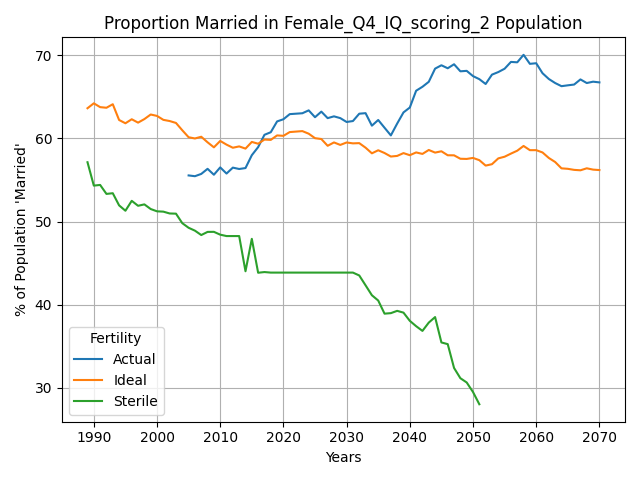 Proportion Married in Female_Q4_IQ_scoring_2 Population
% of Population 'Married'
70
60
50
40
30
Fertility
Actual
Ideal
Sterile
1990 2000 2010 2020 2030 2040 2050 2060 2070
Years